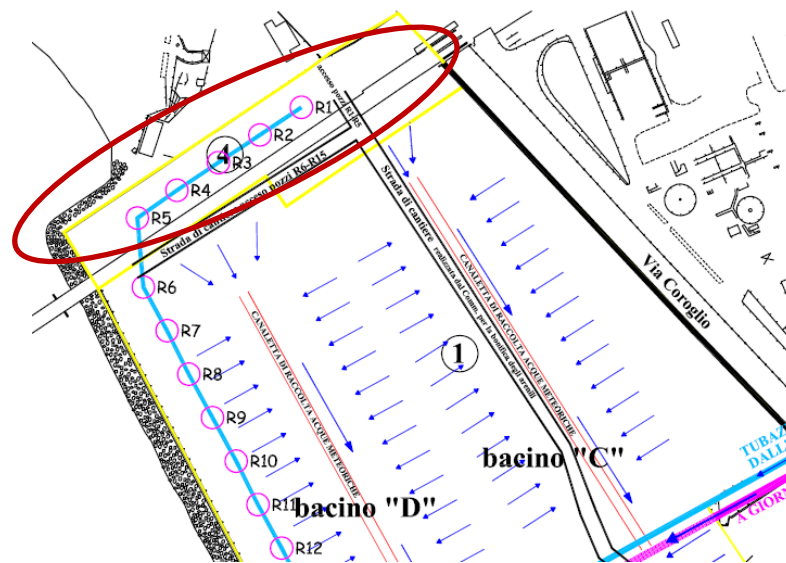 accesso pozzi R1-R5
R1
R2
R3
4
R4
R5
Strada di cantiere accesso pozzi R6-R15
R6
R7
R8
R9
R10
R11
R12
CANALETTA DI RACCOLTA ACQUE METEORICHE
bacino "D"
Strada di cantiere realizzata dal Comm. per la bonifica degli arenili
1
CANALETTA DI RACCOLTA ACQUE METEORICHE
bacino "C"
Via Coroglio
A GIORN